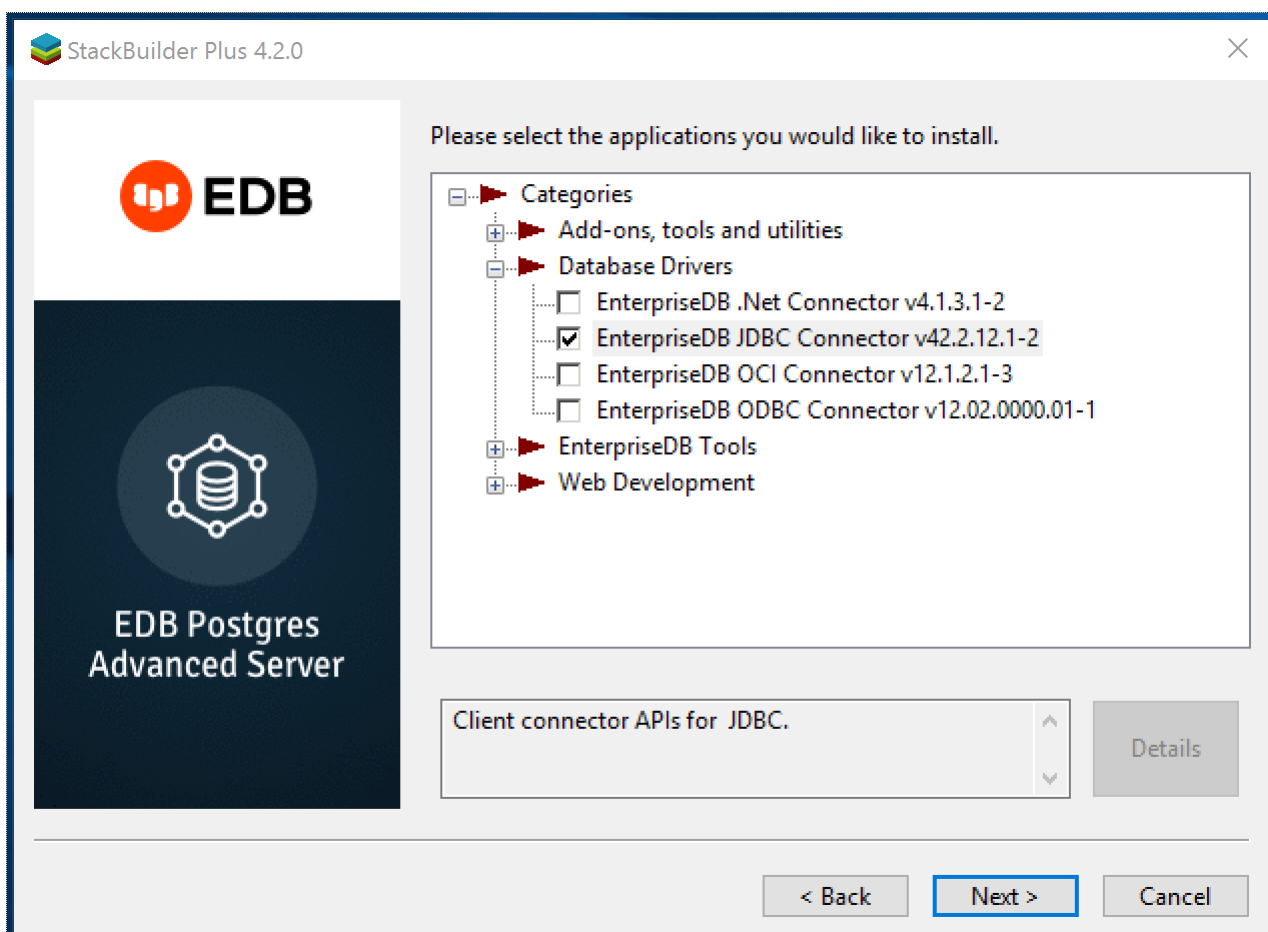 StackBuilder Plus 4.2.0
EDB
EDB Postgres
Advanced Server
Please select the applications you would like to install.
Categories
Add-ons, tools and utilities
Database Drivers
EnterpriseDB .Net Connector v4.1.3.1-2
EnterpriseDB JDBC Connector v42.2.12.1-2
EnterpriseDB OCI Connector v12.1.2.1-3
EnterpriseDB ODBC Connector v12.02.0000.01-1
EnterpriseDB Tools
Web Development
Client connector APIs for  JDBC.
Details
< Back
Next >
Cancel